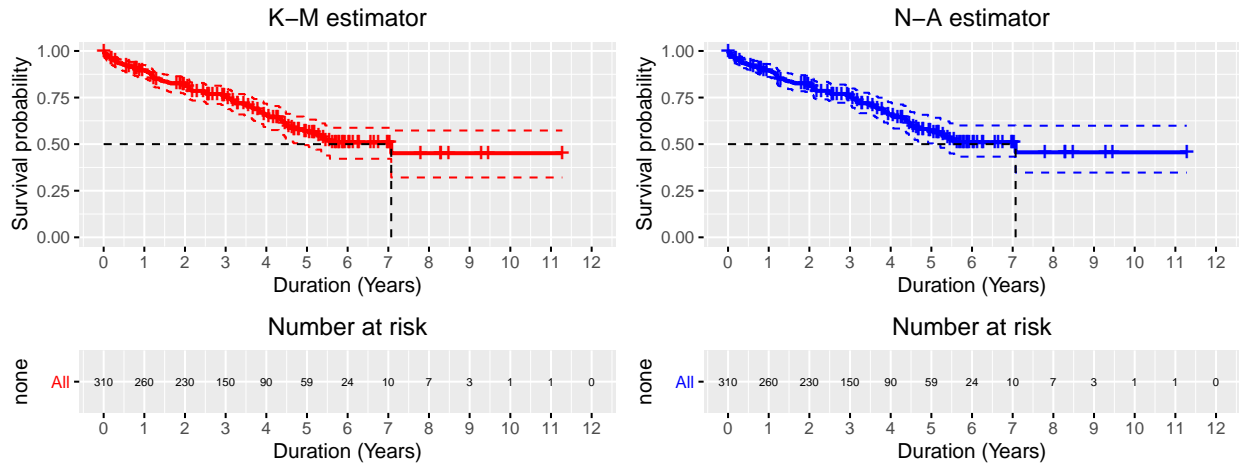 K–M estimator
Survival probability
1.00
0.75
0.50
0.25
0.00
0 1 2 3 4 5 6 7 8 9 10 11 12
Duration (Years)
Number at risk
none
All
310 260 230 150 90 59 24 10 7 3 1 1 0
0 1 2 3 4 5 6 7 8 9 10 11 12
Duration (Years)
N–A estimator
Survival probability
1.00
0.75
0.50
0.25
0.00
0 1 2 3 4 5 6 7 8 9 10 11 12
Duration (Years)
Number at risk
none
All
310 260 230 150 90 59 24 10 7 3 1 1 0
0 1 2 3 4 5 6 7 8 9 10 11 12
Duration (Years)